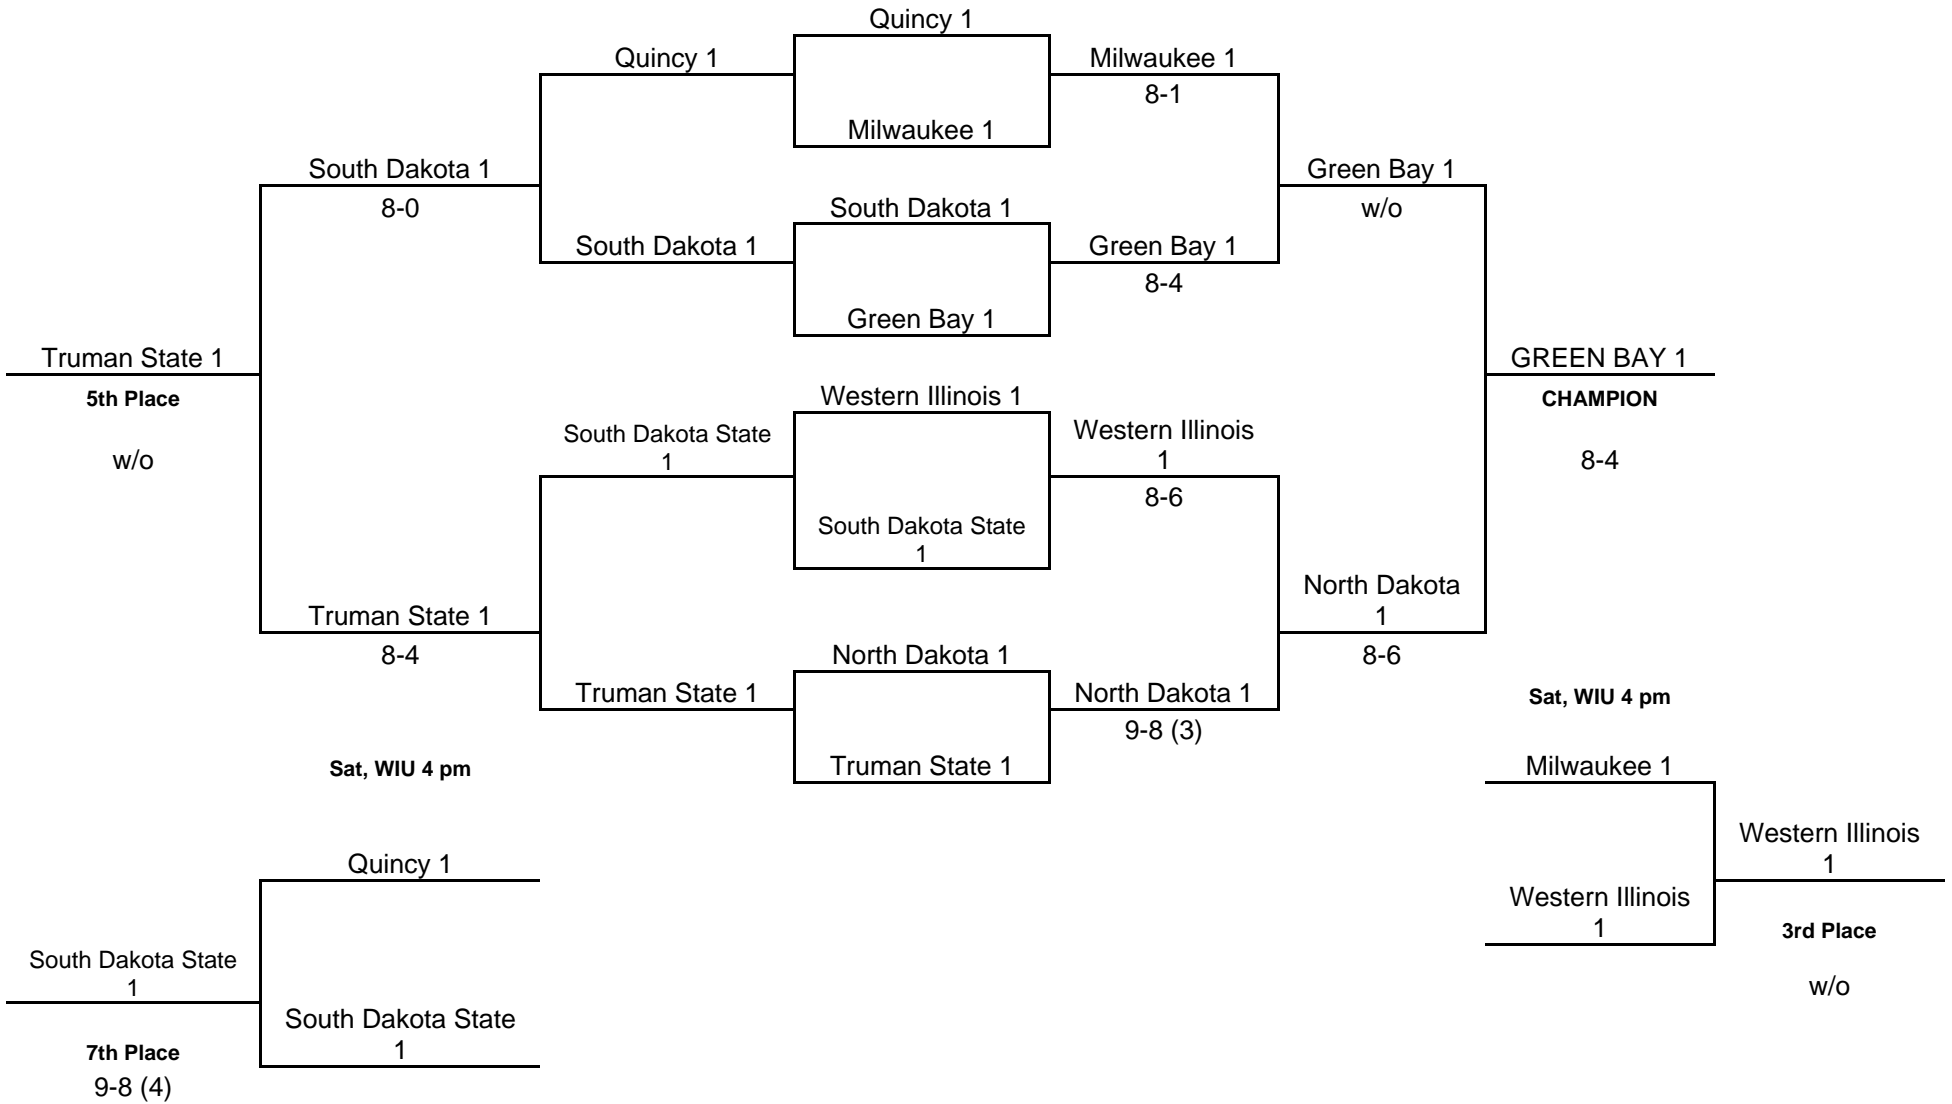 Quincy 1
Quincy 1
Milwaukee 1
8-1
Milwaukee 1
South Dakota 1
8-0
Green Bay 1
w/o
South Dakota 1
South Dakota 1
Green Bay 1
8-4
Green Bay 1
Truman State 1
5th Place
w/o
GREEN BAY 1
CHAMPION
8-4
Western Illinois 1
South Dakota State
1
Western Illinois
1
8-6
South Dakota State
1
Truman State 1
8-4
North Dakota
1
8-6
North Dakota 1
Truman State 1
North Dakota 1
9-8 (3)
Truman State 1
Sat, WIU 4 pm
Sat, WIU 4 pm
Milwaukee 1
Western Illinois
1
Western Illinois
1
3rd Place
w/o
Quincy 1
South Dakota State
1
South Dakota State
1
7th Place
9-8 (4)